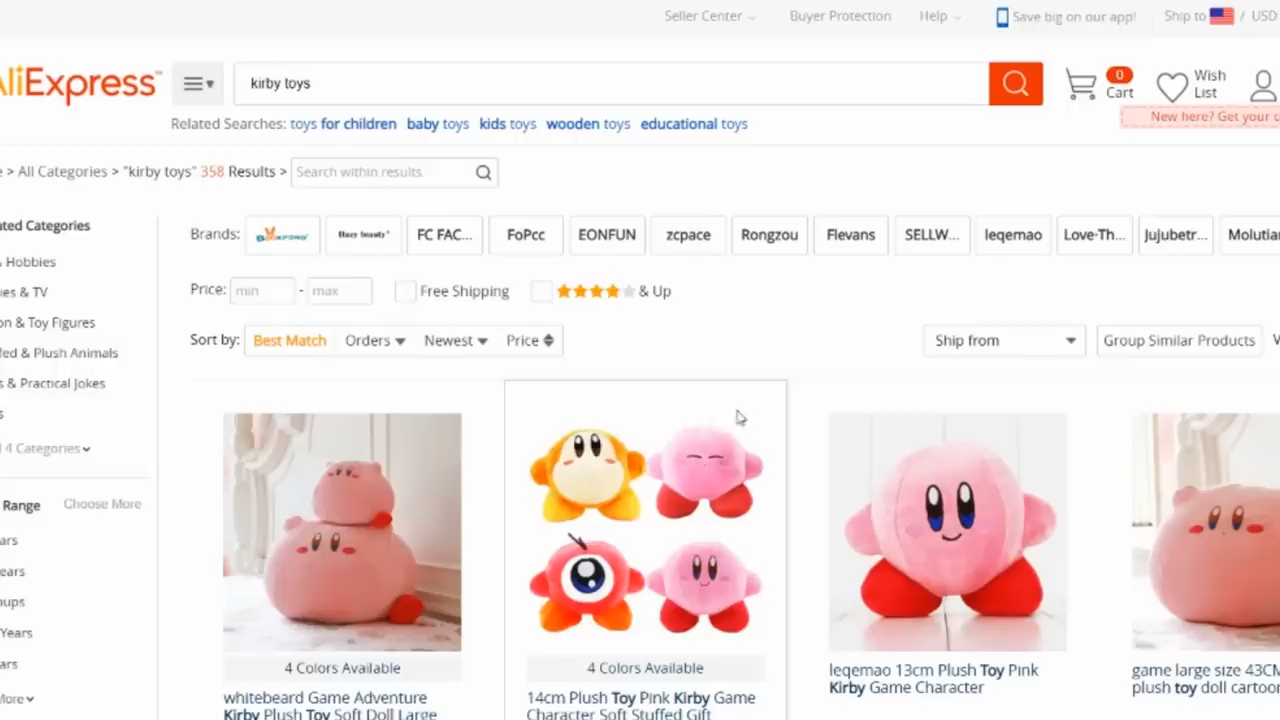 Seller Center Buyer Protection Help Save big on our app! Ship to / USD
AliExpress™ kirby toys 0 Cart Wish List
New here? Get your
Related Searches: toys for children baby toys kids toys wooden toys educational toys
> All Categories > "kirby toys" 358 Results > Search within results.
ated Categories
Brands: Hazy beauty FC FAC... FoPcc EONFUN zcpace Rongzou Flevans SELLW... leqemao Love-Th... Jujubetr... Molutia
& Hobbies
ies & TV
Price: min - max Free Shipping & Up
on & Toy Figures
Sort by: Best Match Orders Newest Price Ship from Group Similar Products
fed & Plush Animals
s & Practical Jokes
s
4 Categories
Range Choose More
ars
ears
nups
Years
ars
More
4 Colors Available
whitebeard Game Adventure
Kirby Plush Toy Soft Doll Large
4 Colors Available
14cm Plush Toy Pink Kirby Game
Character Soft Stuffed Gift
leqemao 13cm Plush Toy Pink
Kirby Game Character
game large size 43CM
plush toy doll cartoo